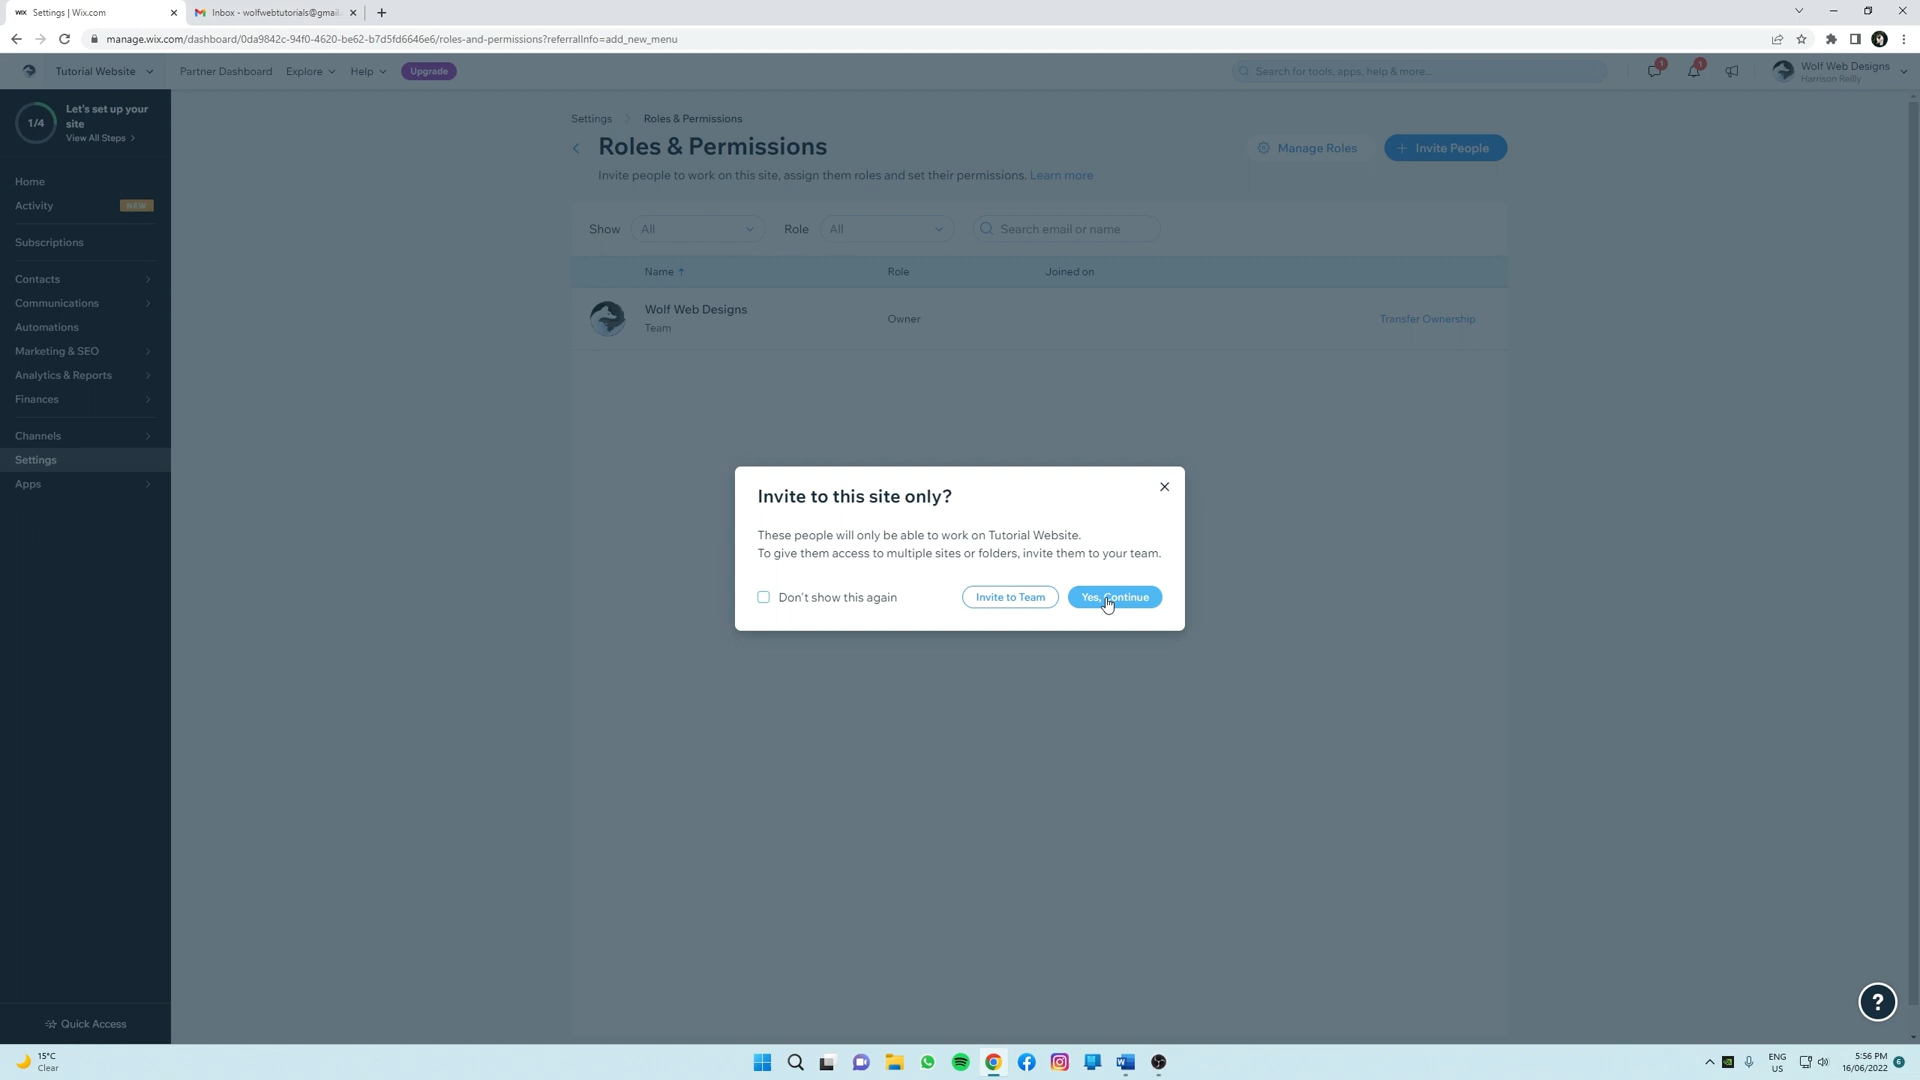 WIX Settings | Wix.com
Inbox - wolfwebtutorials@gmail.
manage.wix.com/dashboard/0da9842c-94f0-4620-be62-b7d5fd6646e6/roles-and-permissions?referralInfo=add_new_menu
Tutorial Website
Partner Dashboard
Explore
Help
Upgrade
Search for tools, apps, help & more...
1
1
Wolf Web Designs
Harrison Reilly
1/4
Let's set up your
site
View All Steps >
Home
Activity
NEW
Subscriptions
Contacts
Communications
Automations
Marketing & SEO
Analytics & Reports
Finances
Channels
Settings
Apps
Quick Access
Settings > Roles & Permissions
Roles & Permissions
Manage Roles
+ Invite People
Invite people to work on this site, assign them roles and set their permissions. Learn more
Show
All
Role
All
Search email or name
Name ↑
Role
Joined on
Wolf Web Designs
Team
Owner
Transfer Ownership
Invite to this site only?
These people will only be able to work on Tutorial Website.
To give them access to multiple sites or folders, invite them to your team.
Don't show this again
Invite to Team
Yes, Continue
?
15°C
Clear
ENG
US
5:56 PM
16/06/2022
6